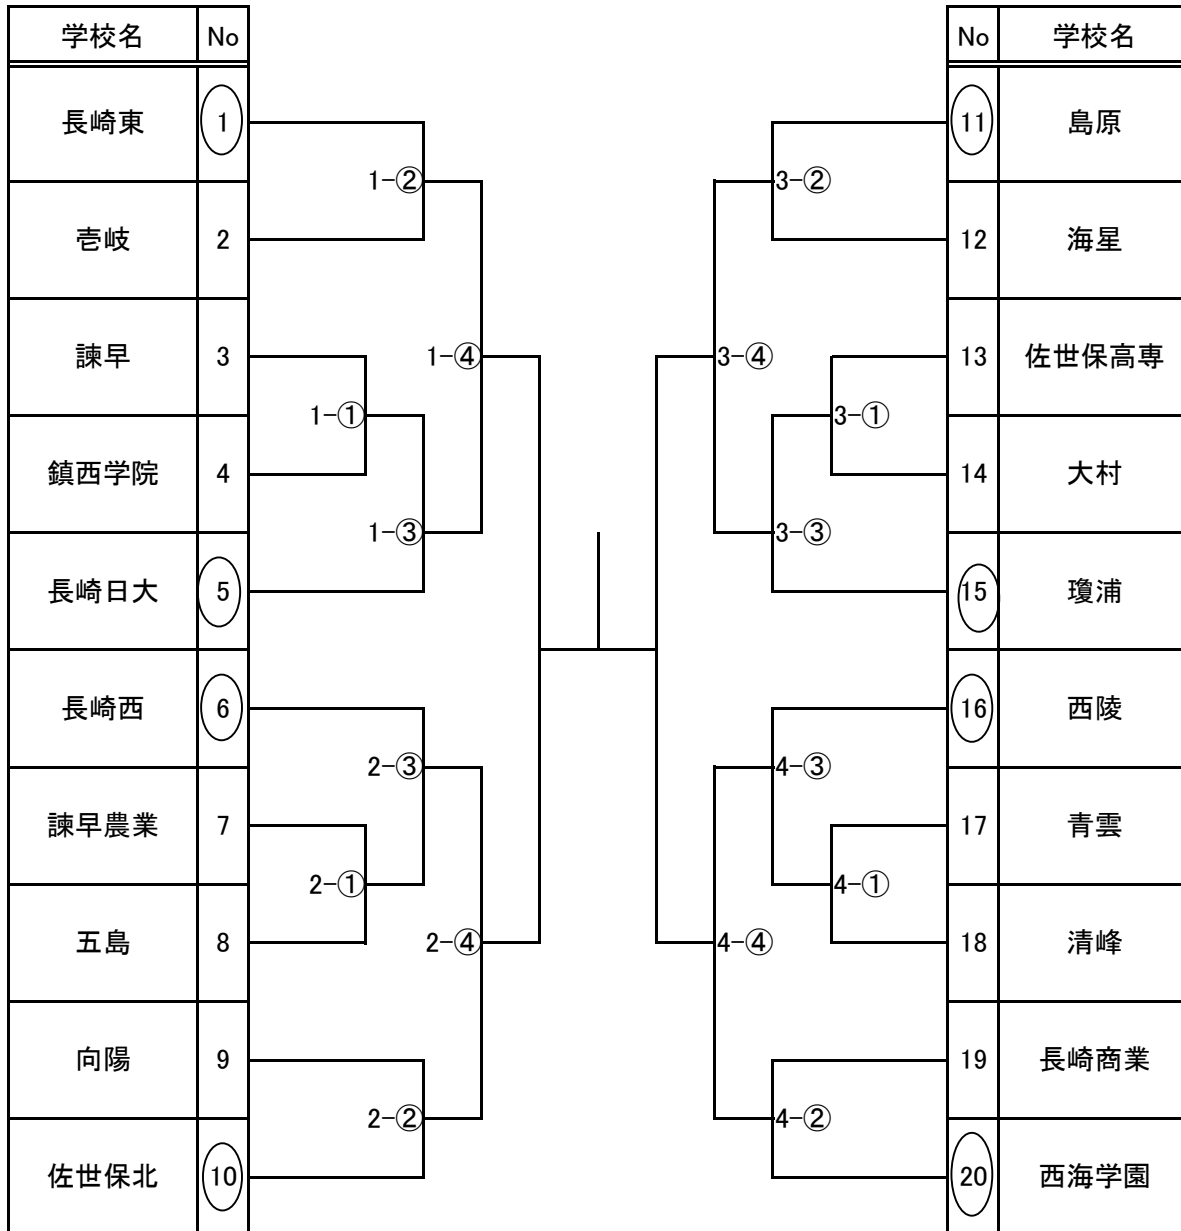 学校名 No No 学校名
長崎東 1 11 島原
1-② 3-②
壱岐 2 12 海星
諫早 3 1-④ 3-④ 13 佐世保高専
1-① 3-①
鎮西学院 4 14 大村
1-③ 3-③
長崎日大 5 15 瓊浦
長崎西 6 16 西陵
2-③ 4-③
諫早農業 7 17 青雲
2-① 4-①
五島 8 2-④ 4-④ 18 清峰
向陽 9 19 長崎商業
2-② 4-②
佐世保北 10 20 西海学園